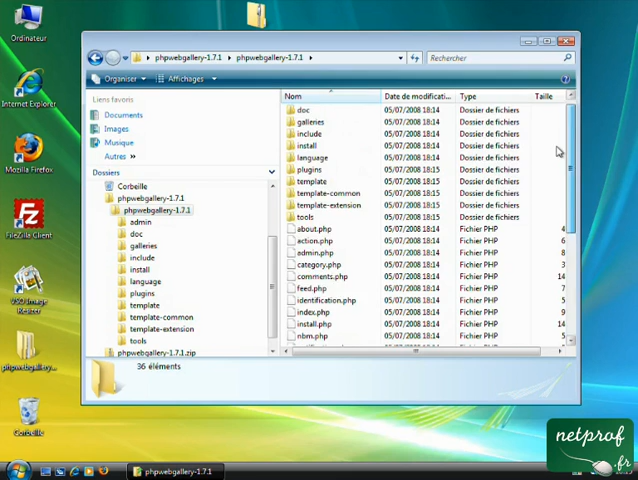 Ordinateur
Internet Explorer
Mozilla Firefox
FileZilla Client
VSO Image
Resizer
phpwebgallery...
Corbeille
phpwebgallery-1.7.1 phpwebgallery-1.7.1
Rechercher
Organiser Affichages
Liens favoris
Documents
Images
Musique
Autres »
Dossiers
Corbeille
phpwebgallery-1.7.1
phpwebgallery-1.7.1
admin
doc
galleries
include
install
language
plugins
template
template-common
template-extension
tools
phpwebgallery-1.7.1.zip
Nom Date de modificati... Type Taille
doc 05/07/2008 18:14 Dossier de fichiers
galleries 05/07/2008 18:14 Dossier de fichiers
include 05/07/2008 18:14 Dossier de fichiers
install 05/07/2008 18:14 Dossier de fichiers
language 05/07/2008 18:14 Dossier de fichiers
plugins 05/07/2008 18:15 Dossier de fichiers
template 05/07/2008 18:15 Dossier de fichiers
template-common 05/07/2008 18:15 Dossier de fichiers
template-extension 05/07/2008 18:15 Dossier de fichiers
tools 05/07/2008 18:15 Dossier de fichiers
about.php 05/07/2008 18:14 Fichier PHP 4
action.php 05/07/2008 18:14 Fichier PHP 6
admin.php 05/07/2008 18:14 Fichier PHP 8
category.php 05/07/2008 18:14 Fichier PHP 3
comments.php 05/07/2008 18:14 Fichier PHP 14
feed.php 05/07/2008 18:14 Fichier PHP 7
identification.php 05/07/2008 18:14 Fichier PHP 5
index.php 05/07/2008 18:14 Fichier PHP 9
install.php 05/07/2008 18:14 Fichier PHP 14
nbm.php 05/07/2008 18:14 Fichier PHP 5
36 éléments
phpwebgallery-1.7.1
netprof
.fr